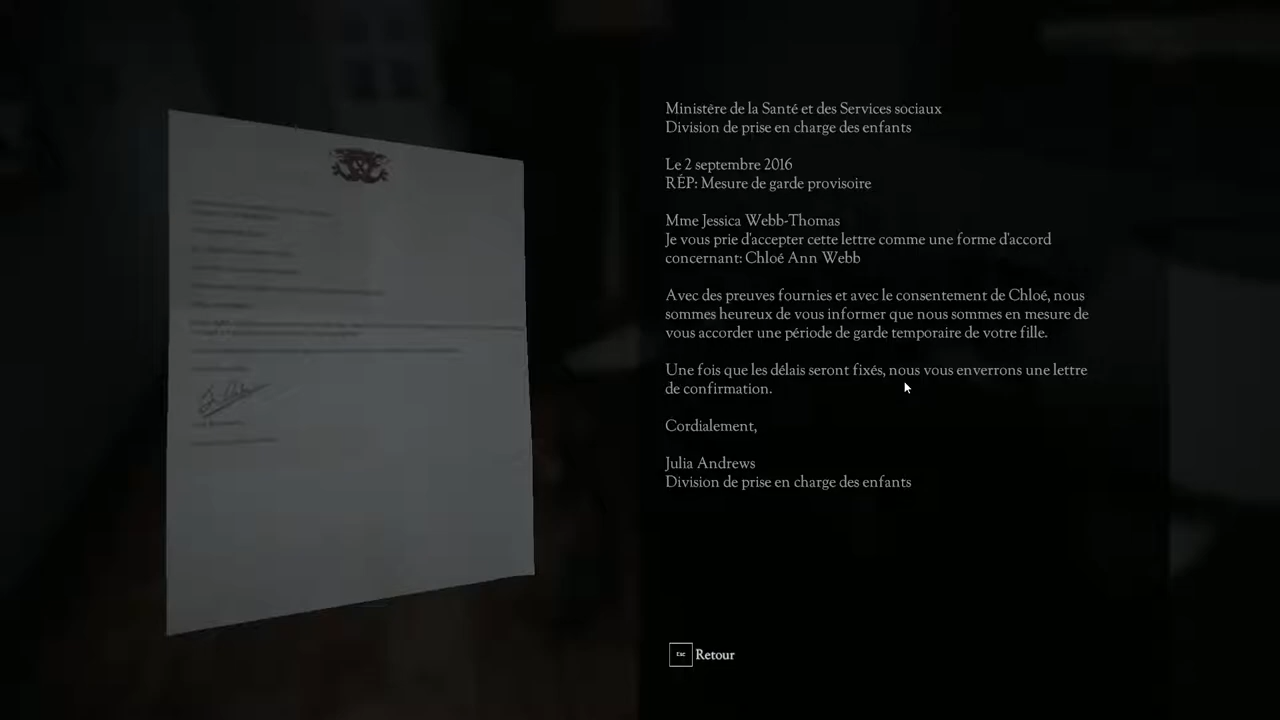 Ministère de la Santé et des Services sociaux
Division de prise en charge des enfants
Le 2 septembre 2016
RÉP: Mesure de garde provisoire
Mme Jessica Webb-Thomas
Je vous prie d'accepter cette lettre comme une forme d'accord
concernant: Chloé Ann Webb
Avec des preuves fournies et avec le consentement de Chloé, nous
sommes heureux de vous informer que nous sommes en mesure de
vous accorder une période de garde temporaire de votre fille.
Une fois que les délais seront fixés, nous vous enverrons une lettre
de confirmation.
Cordialement,
Julia Andrews
Division de prise en charge des enfants
Retour